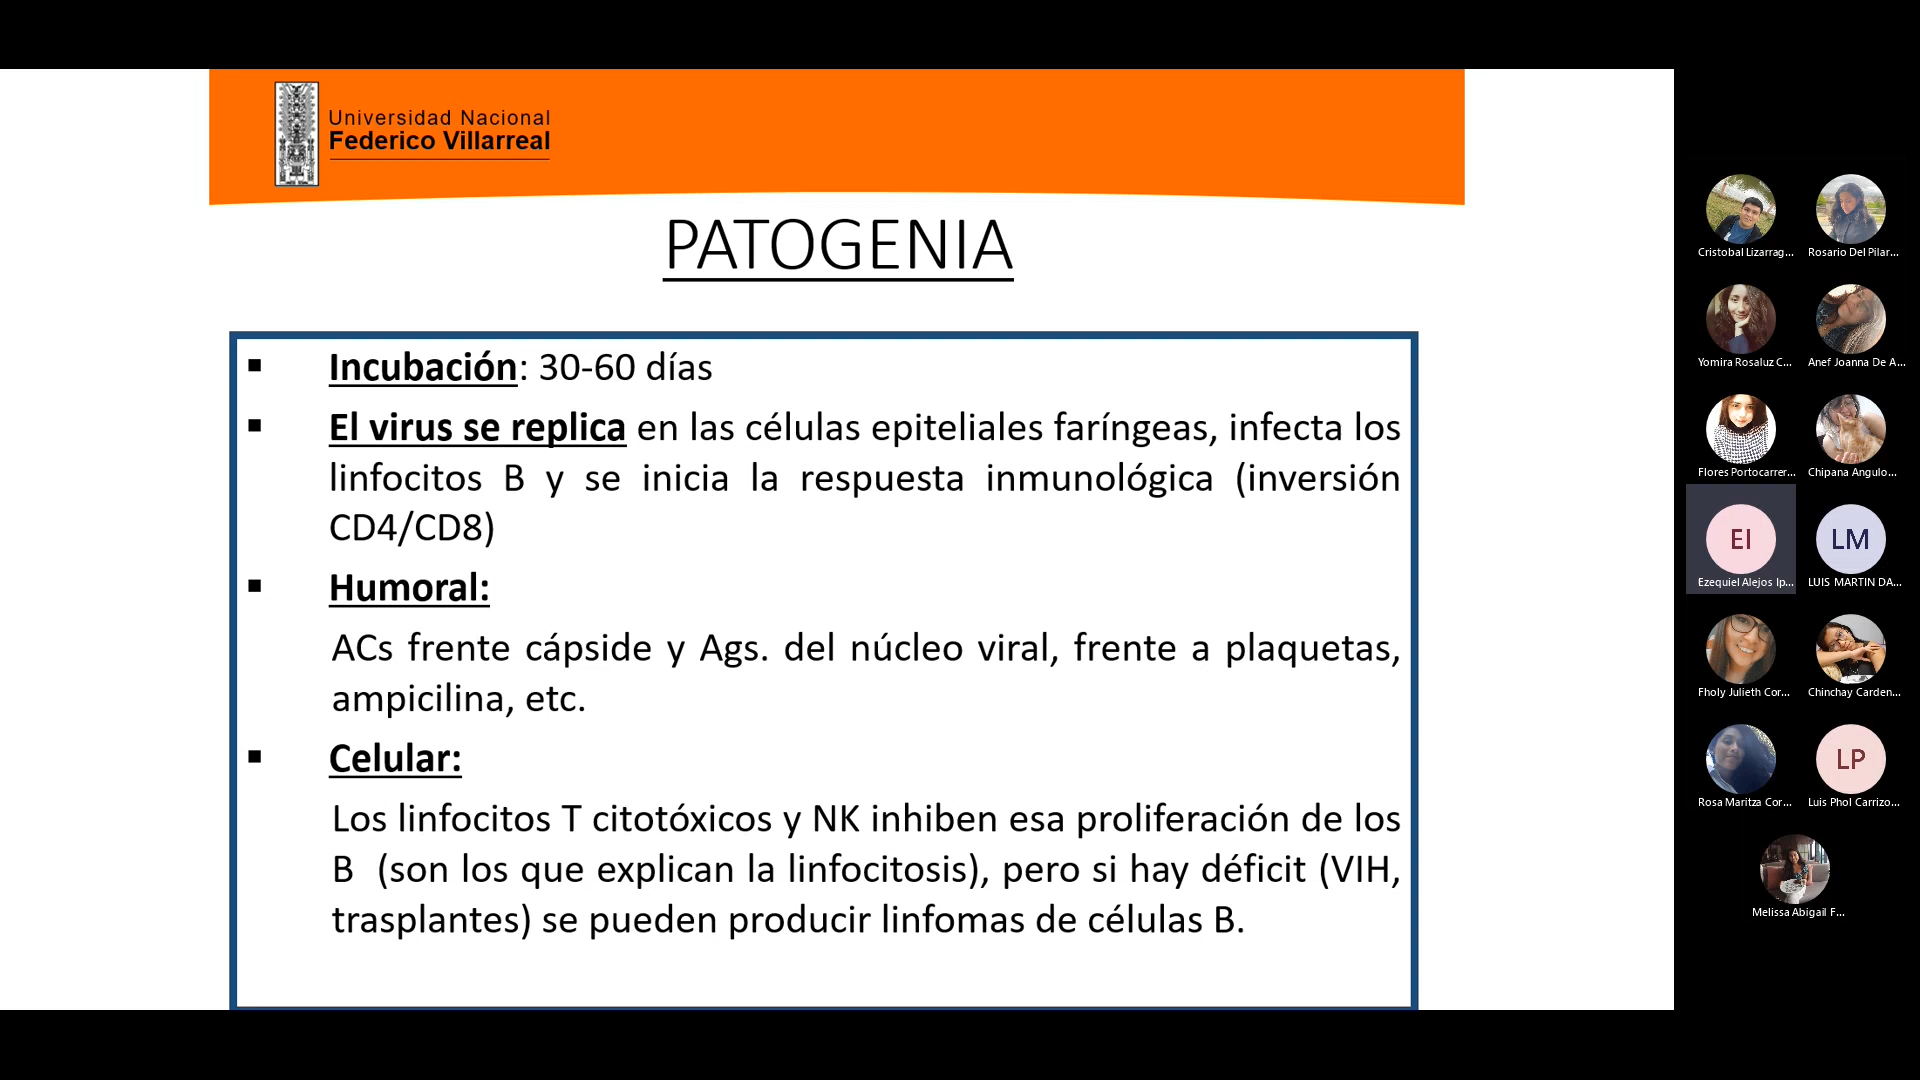 Universidad Nacional
Federico Villarreal
PATOGENIA
▪ Incubación: 30-60 días
▪ El virus se replica en las células epiteliales faríngeas, infecta los
linfocitos B y se inicia la respuesta inmunológica (inversión
CD4/CD8)
▪ Humoral:
ACs frente cápside y Ags. del núcleo viral, frente a plaquetas,
ampicilina, etc.
▪ Celular:
Los linfocitos T citotóxicos y NK inhiben esa proliferación de los
B (son los que explican la linfocitosis), pero si hay déficit (VIH,
trasplantes) se pueden producir linfomas de células B.
Cristobal Lizarrag...
Rosario Del Pilar...
Yomira Rosaluz C...
Anef Joanna De A...
Flores Portocarrer...
Chipana Angulo...
EI
Ezequiel Alejos Ip...
LM
LUIS MARTIN DA...
Fholy Julieth Cor...
Chinchay Carden...
Rosa Maritza Cor...
LP
Luis Phol Carrizo...
Melissa Abigail F...